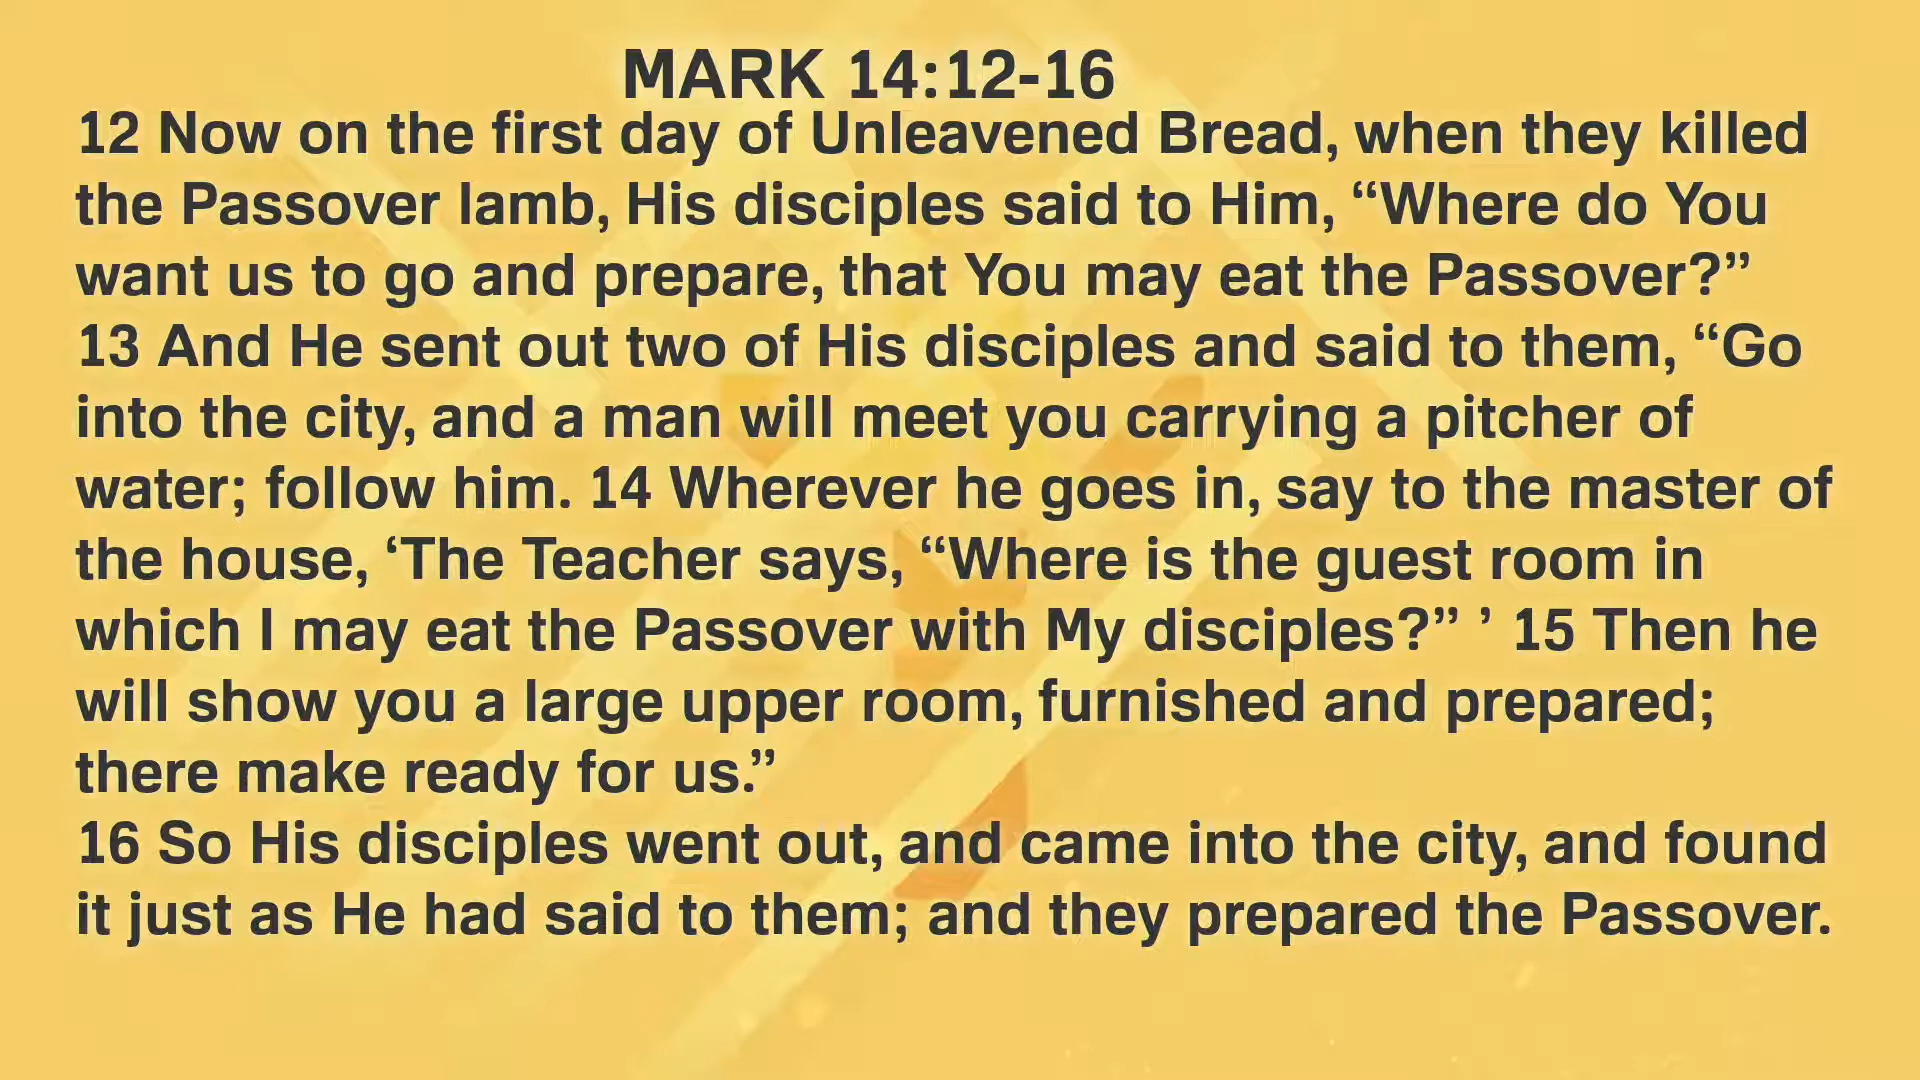 MARK 14:12-16
12 Now on the first day of Unleavened Bread, when they killed
the Passover lamb, His disciples said to Him, “Where do You
want us to go and prepare, that You may eat the Passover?”
13 And He sent out two of His disciples and said to them, “Go
into the city, and a man will meet you carrying a pitcher of
water; follow him. 14 Wherever he goes in, say to the master of
the house, ‘The Teacher says, “Where is the guest room in
which I may eat the Passover with My disciples?” ’ 15 Then he
will show you a large upper room, furnished and prepared;
there make ready for us.”
16 So His disciples went out, and came into the city, and found
it just as He had said to them; and they prepared the Passover.